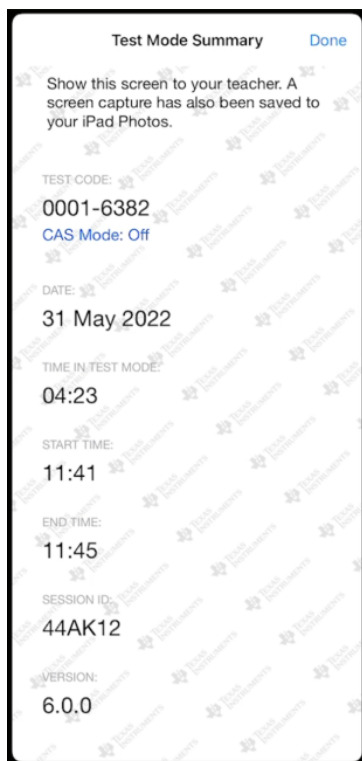 Test Mode Summary Done
Show this screen to your teacher. A
screen capture has also been saved to
your iPad Photos.
TEST CODE:
0001-6382
CAS Mode: Off
DATE:
31 May 2022
TIME IN TEST MODE:
04:23
START TIME:
11:41
END TIME:
11:45
SESSION ID:
44AK12
VERSION:
6.0.0
TEXAS
INSTRUMENTS